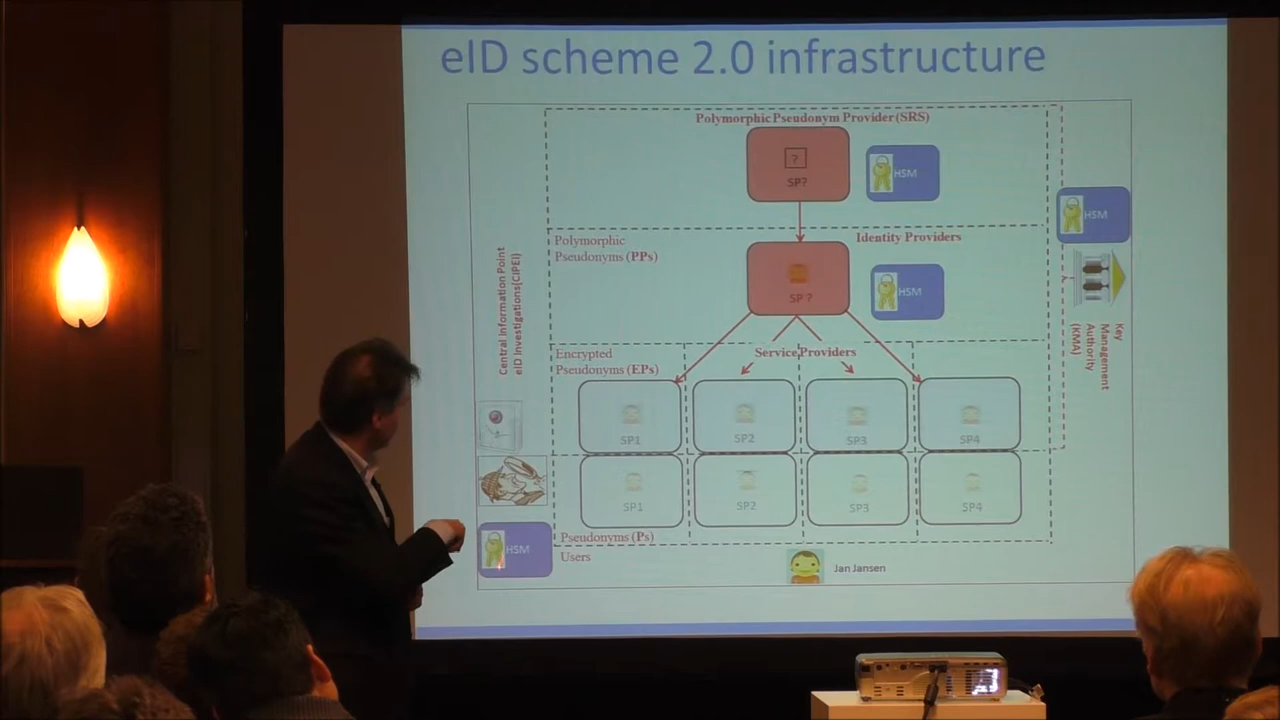 eID scheme 2.0 infrastructure
Polymorphic Pseudonym Provider (SRS)
?
SP?
HSM
HSM
Polymorphic
Pseudonyms (PPs)
Identity Providers
SP ?
HSM
Central Information Point
eID Investigations(CIPEI)
Key
Management
Authority
(KMA)
Encrypted
Pseudonyms (EPs)
Service Providers
SP1
SP2
SP3
SP4
SP1
SP2
SP3
SP4
HSM
Pseudonyms (Ps)
Users
Jan Jansen